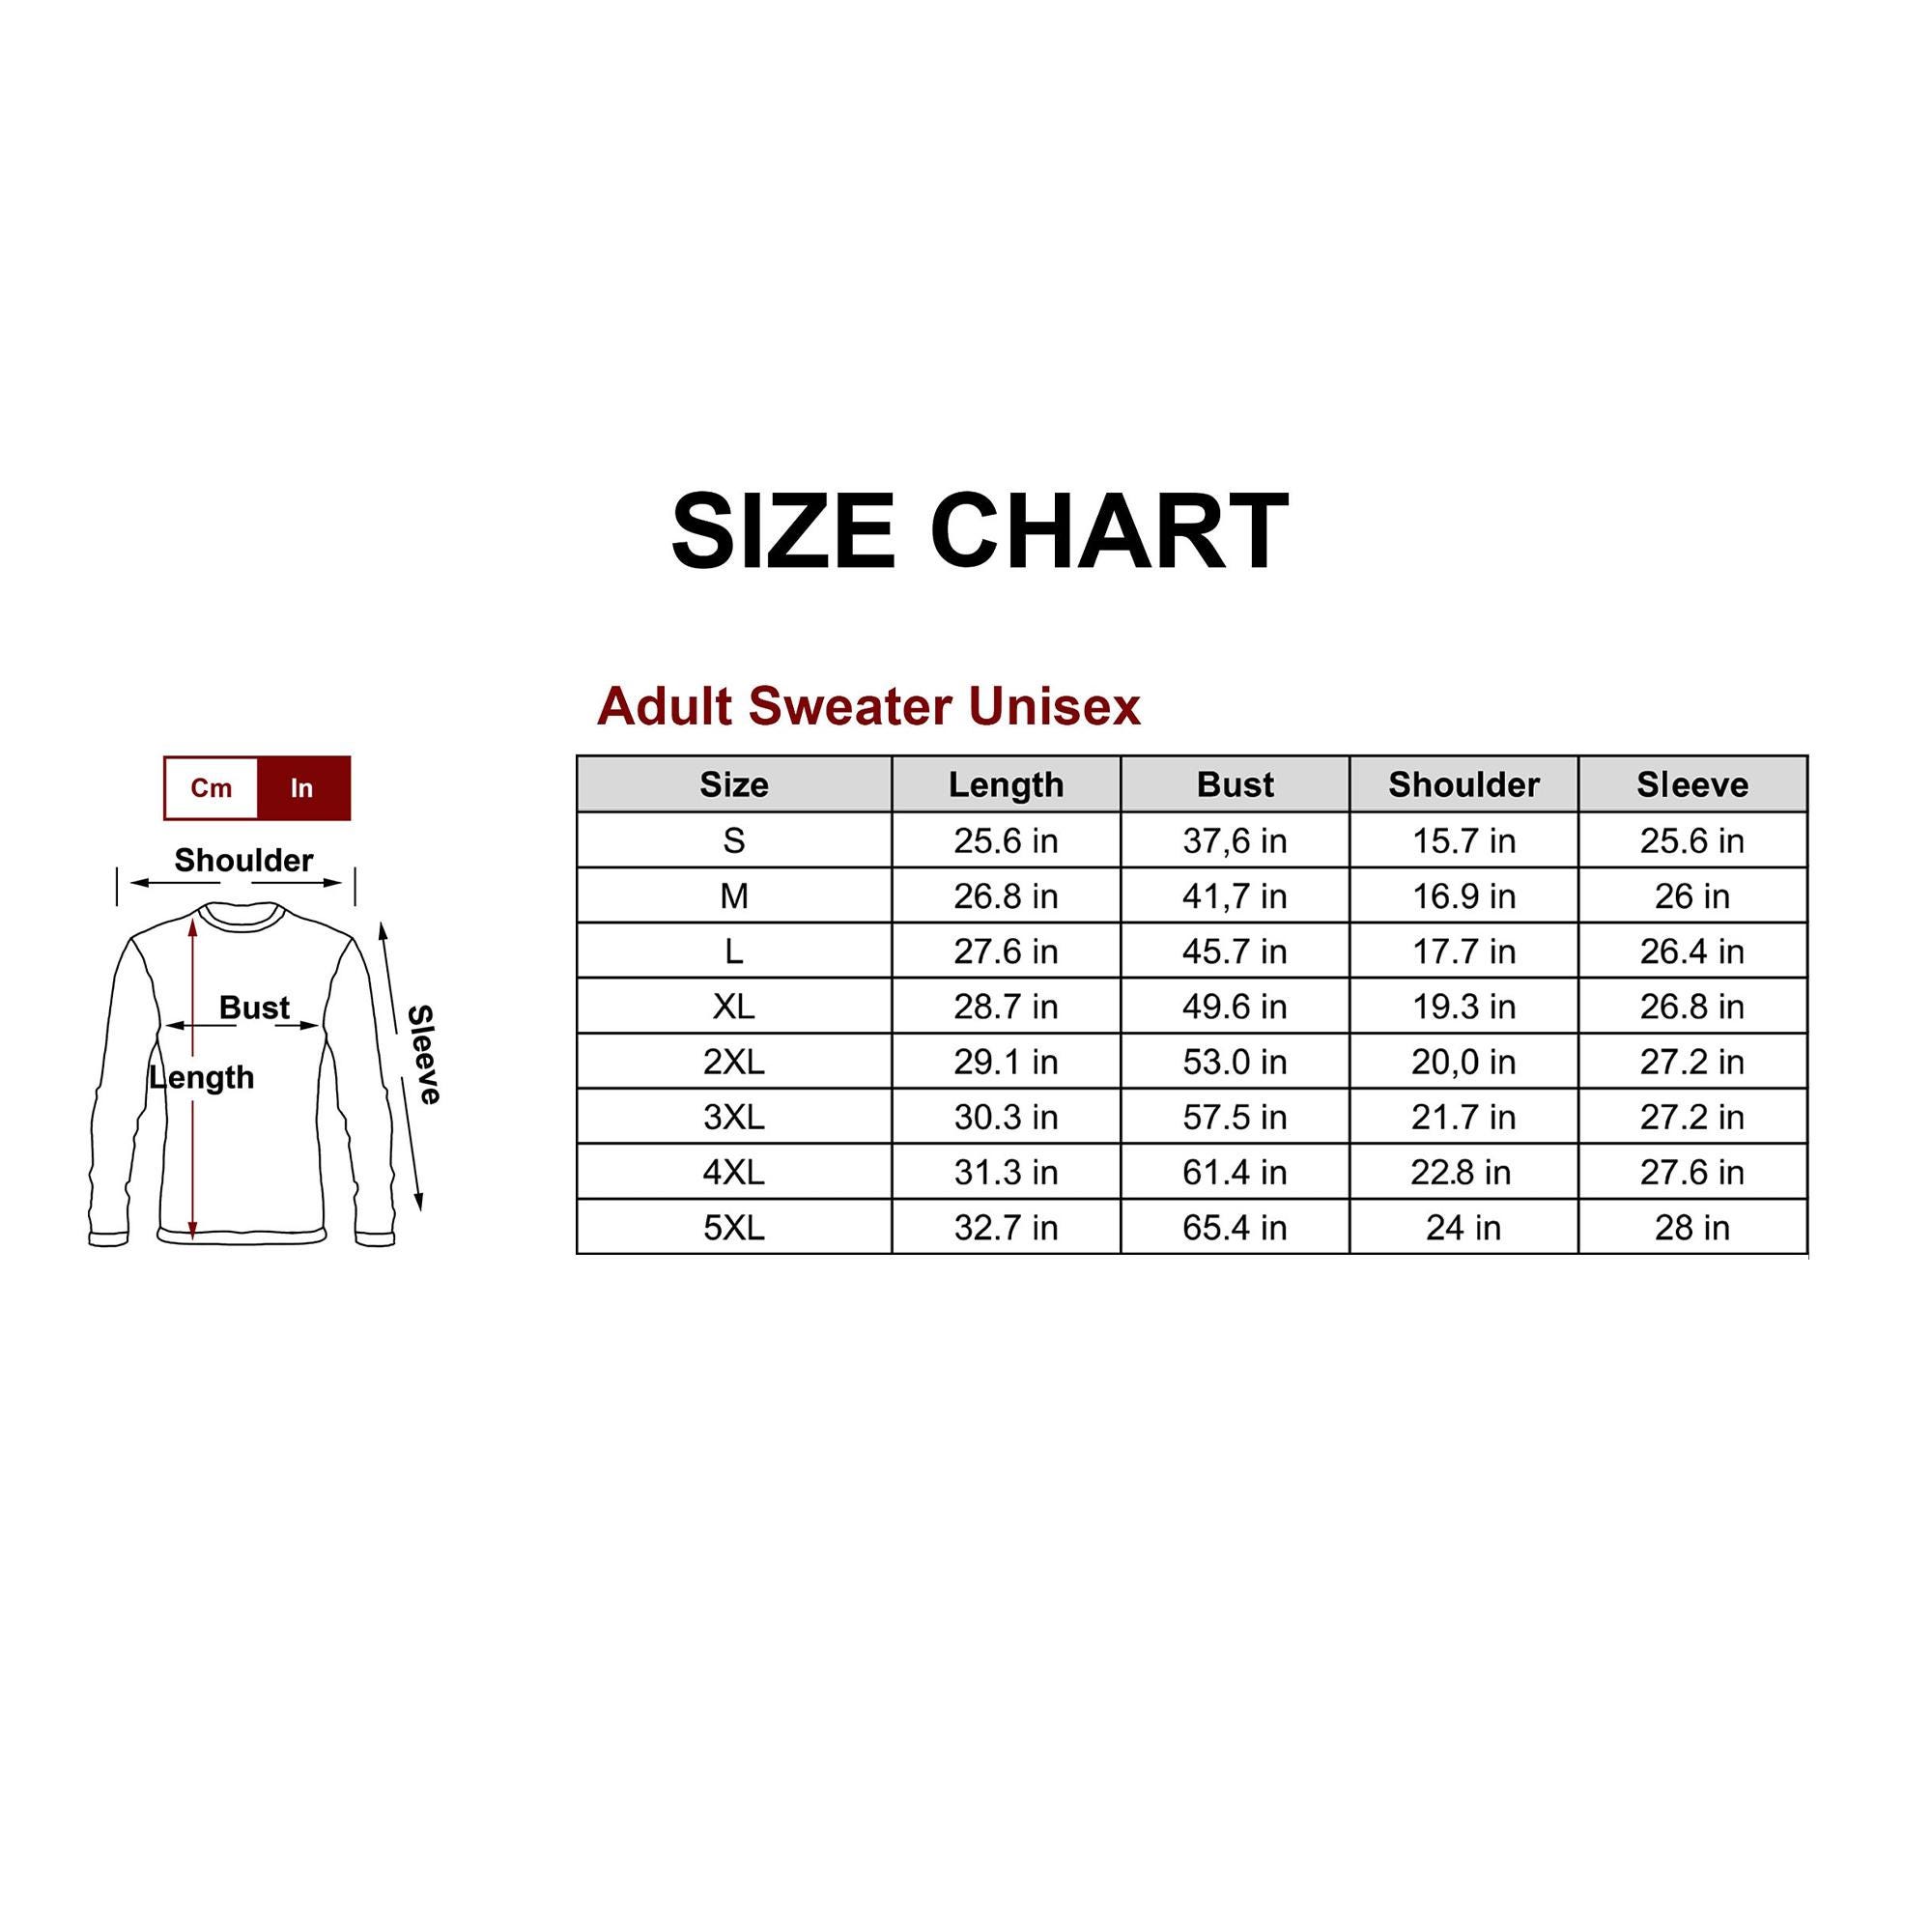 SIZE CHART
Adult Sweater Unisex
Cm In
Shoulder
Bust
Length
Sleeve
Size Length Bust Shoulder Sleeve
S 25.6 in 37,6 in 15.7 in 25.6 in
M 26.8 in 41,7 in 16.9 in 26 in
L 27.6 in 45.7 in 17.7 in 26.4 in
XL 28.7 in 49.6 in 19.3 in 26.8 in
2XL 29.1 in 53.0 in 20,0 in 27.2 in
3XL 30.3 in 57.5 in 21.7 in 27.2 in
4XL 31.3 in 61.4 in 22.8 in 27.6 in
5XL 32.7 in 65.4 in 24 in 28 in